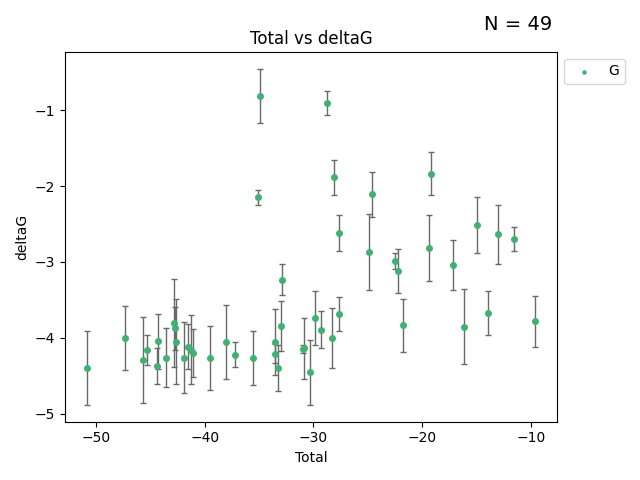 N = 49
Total vs deltaG
G
deltaG
−1
−2
−3
−4
−5
−50 −40 −30 −20 −10
Total